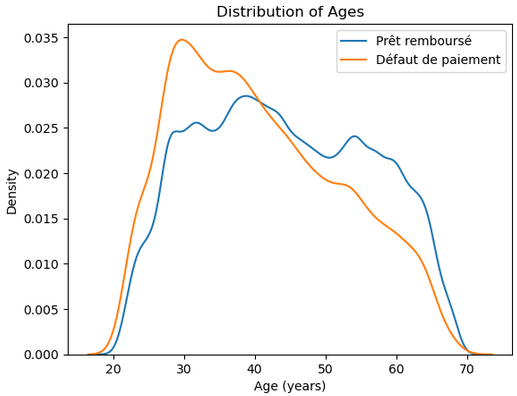 Distribution of Ages
Prêt remboursé
Défaut de paiement
Density
0.035
0.030
0.025
0.020
0.015
0.010
0.005
0.000
20 30 40 50 60 70
Age (years)